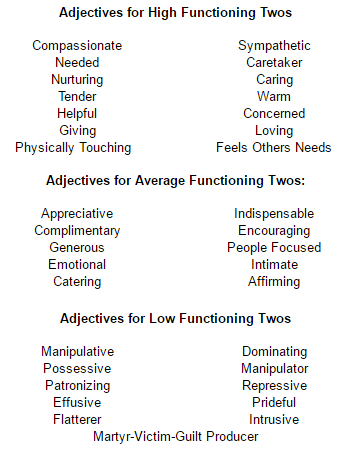 Adjectives for High Functioning Twos
Compassionate Sympathetic
Needed Caretaker
Nurturing Caring
Tender Warm
Helpful Concerned
Giving Loving
Physically Touching Feels Others Needs
Adjectives for Average Functioning Twos:
Appreciative Indispensable
Complimentary Encouraging
Generous People Focused
Emotional Intimate
Catering Affirming
Adjectives for Low Functioning Twos
Manipulative Dominating
Possessive Manipulator
Patronizing Repressive
Effusive Prideful
Flatterer Intrusive
Martyr-Victim-Guilt Producer